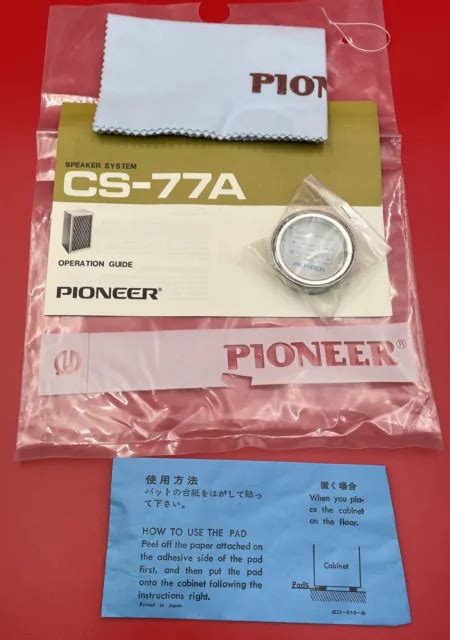 PIONEER
SPEAKER SYSTEM
CS-77A
OPERATION GUIDE
PIONEER®
PIONEER
PIONEER®
使用方法
パットの台紙をはがして貼っ
て下さい。
HOW TO USE THE PAD
Peel off the paper attached on
the adhesive side of the pad
first, and then put the pad
onto the cabinet following the
instructions right.
Printed in Japan
置く場合
When you pla-
ce the cabinet
on the floor.
Cabinet
Pads